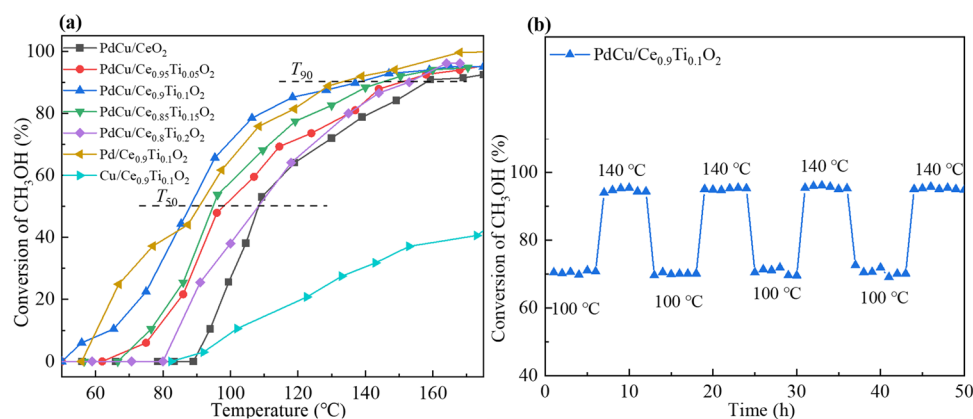 (a)
PdCu/CeO₂
PdCu/Ce₀.₉₅Ti₀.₀₅O₂
PdCu/Ce₀.₉Ti₀.₁O₂
PdCu/Ce₀.₈₅Ti₀.₁₅O₂
PdCu/Ce₀.₈Ti₀.₂O₂
Pd/Ce₀.₉Ti₀.₁O₂
Cu/Ce₀.₉Ti₀.₁O₂
T₉₀
T₅₀
Conversion of CH₃OH (%)
100
80
60
40
20
0
60 80 100 120 140 160
Temperature (℃)
(b)
PdCu/Ce₀.₉Ti₀.₁O₂
140 ℃ 140 ℃ 140 ℃ 140 ℃
100 ℃ 100 ℃ 100 ℃ 100 ℃
Conversion of CH₃OH (%)
120
100
80
60
40
0 10 20 30 40 50
Time (h)